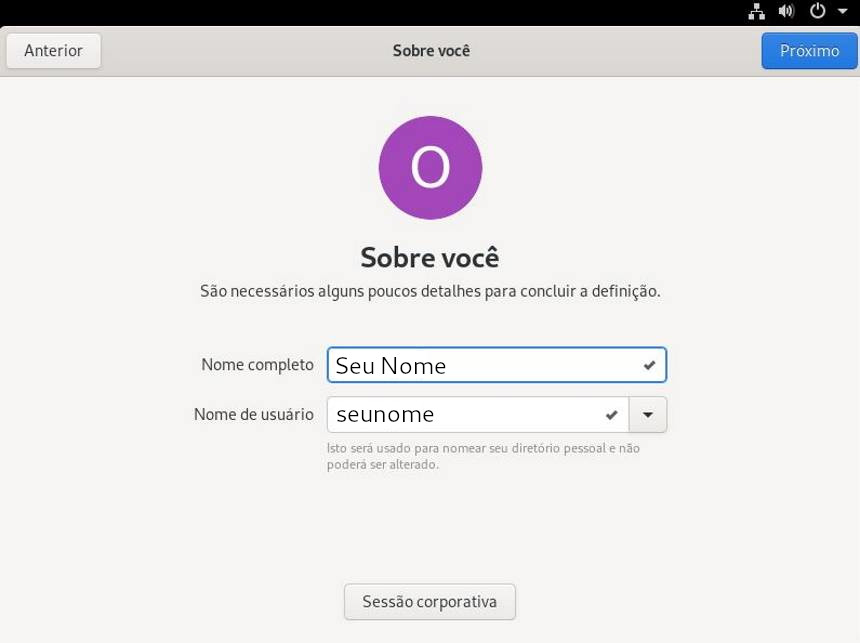 Anterior
Sobre você
Próximo
O
Sobre você
São necessários alguns poucos detalhes para concluir a definição.
Nome completo
Seu Nome
Nome de usuário
seunome
Isto será usado para nomear seu diretório pessoal e não
poderá ser alterado.
Sessão corporativa